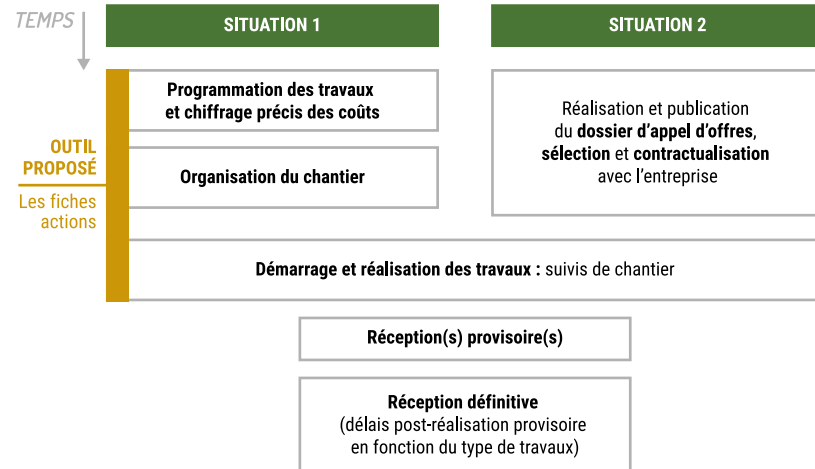 TEMPS
SITUATION 1
SITUATION 2
Programmation des travaux
et chiffrage précis des coûts
Réalisation et publication
du dossier d'appel d'offres,
sélection et contractualisation
avec l'entreprise
OUTIL
PROPOSÉ
Les fiches
actions
Organisation du chantier
Démarrage et réalisation des travaux : suivis de chantier
Réception(s) provisoire(s)
Réception définitive
(délais post-réalisation provisoire
en fonction du type de travaux)